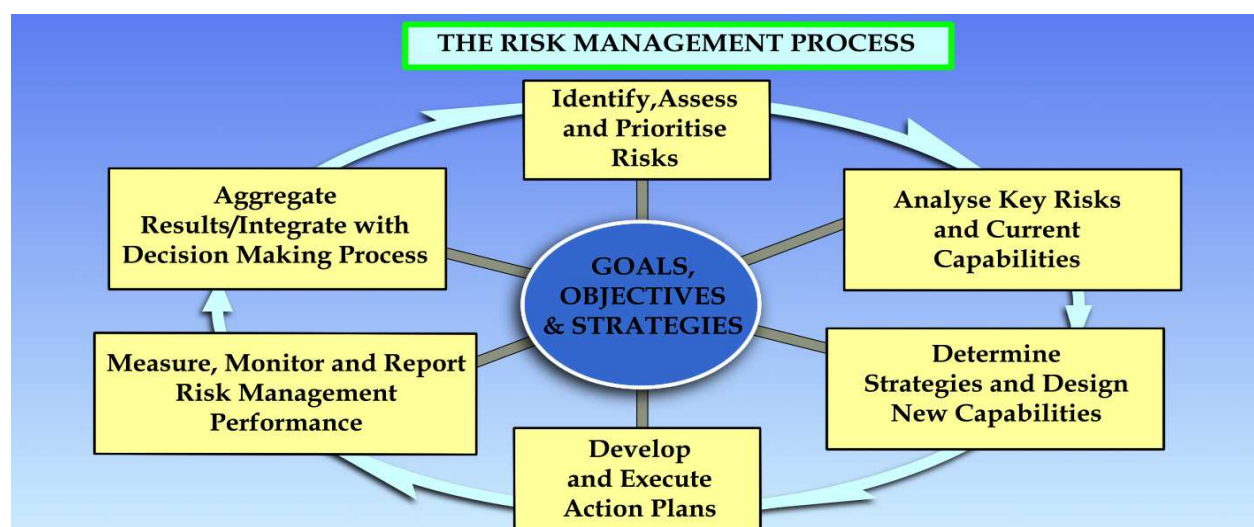 THE RISK MANAGEMENT PROCESS
Identify,Assess
and Prioritise
Risks
Analyse Key Risks
and Current
Capabilities
Determine
Strategies and Design
New Capabilities
Develop
and Execute
Action Plans
Measure, Monitor and Report
Risk Management
Performance
Aggregate
Results/Integrate with
Decision Making Process
GOALS,
OBJECTIVES
& STRATEGIES